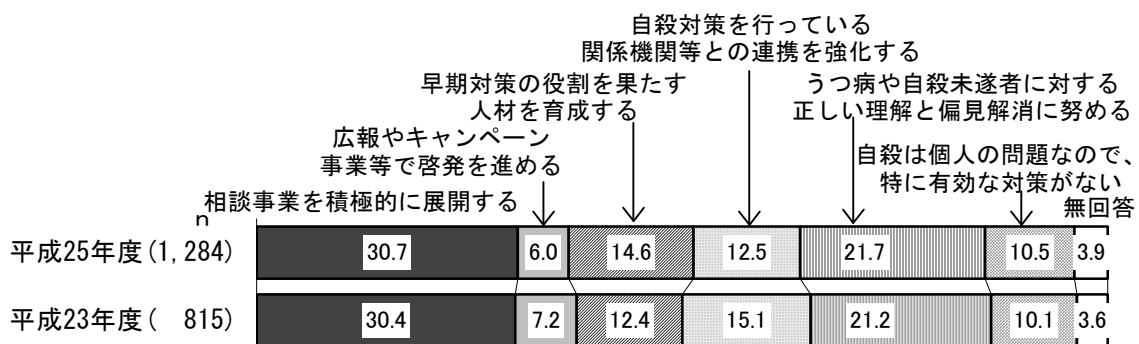 自殺対策を行っている
関係機関等との連携を強化する
早期対策の役割を果たす
人材を育成する
うつ病や自殺未遂者に対する
正しい理解と偏見解消に努める
広報やキャンペーン
事業等で啓発を進める
自殺は個人の問題なので、
特に有効な対策がない
相談事業を積極的に展開する
無回答
n
平成25年度(1,284) 30.7 6.0 14.6 12.5 21.7 10.5 3.9
平成23年度( 815) 30.4 7.2 12.4 15.1 21.2 10.1 3.6